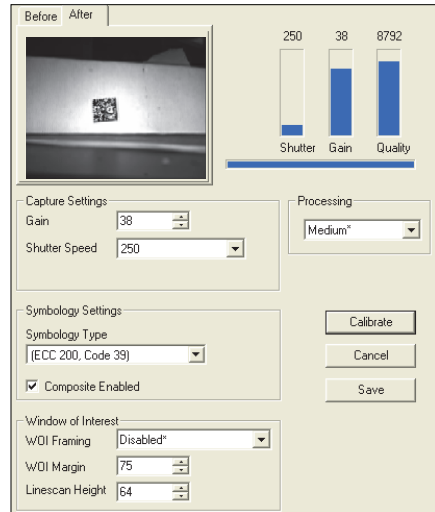 Before After
250 38 8792
Shutter Gain Quality
Capture Settings
Gain 38
Shutter Speed 250
Processing
Medium*
Symbology Settings
Symbology Type
(ECC 200, Code 39)
Composite Enabled
Calibrate
Cancel
Save
Window of Interest
WOI Framing Disabled*
WOI Margin 75
Linescan Height 64